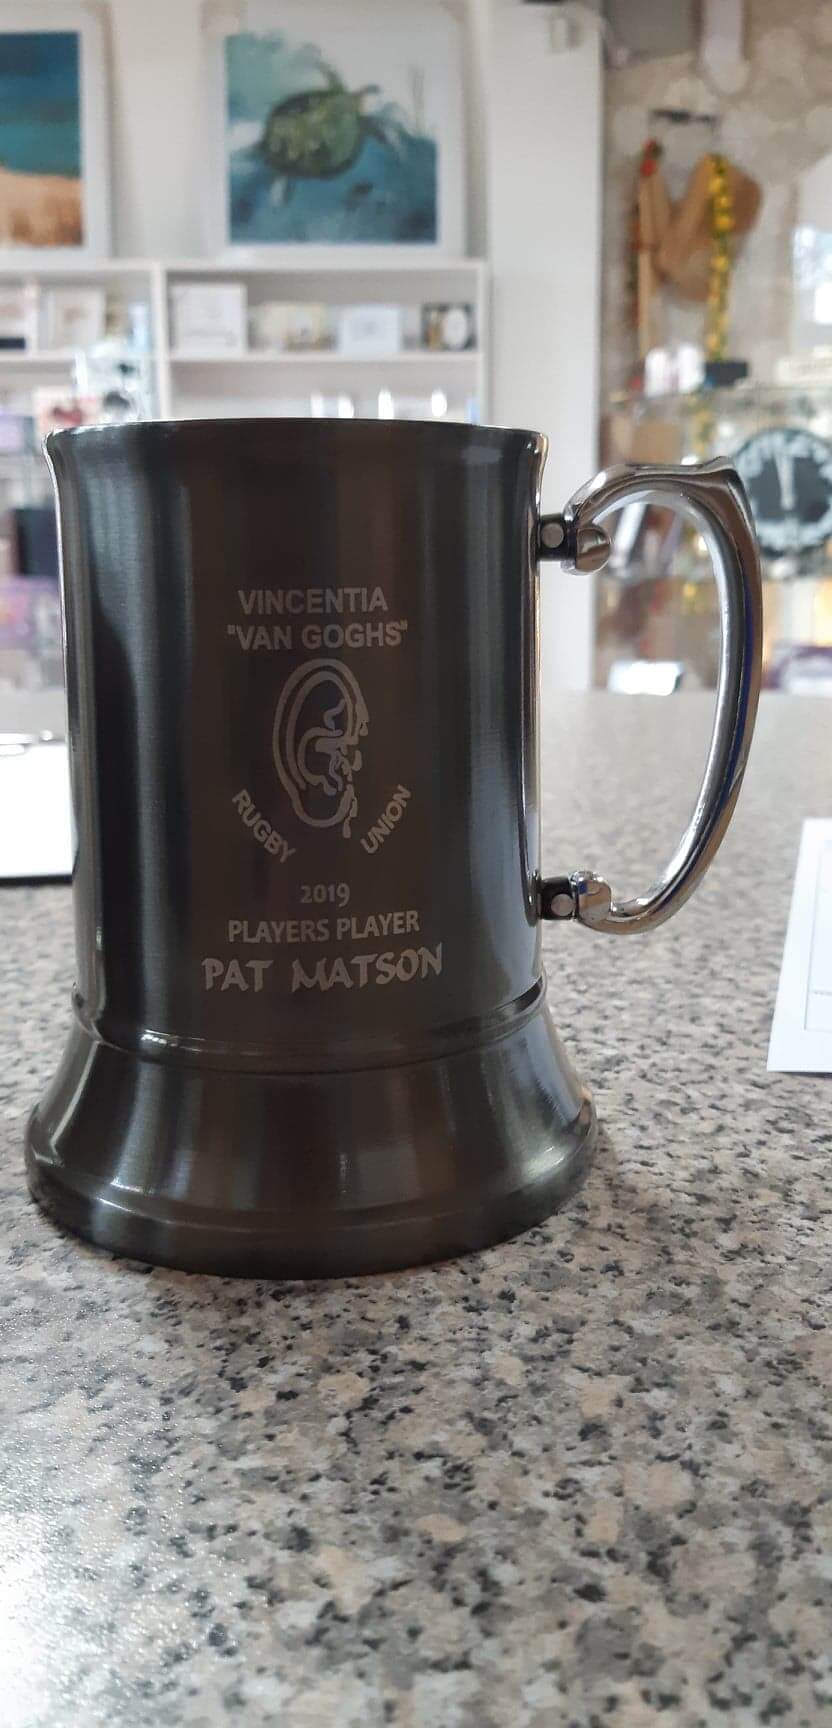 VINCENTIA
"VAN GOGHS"
RUGBY UNION
2019
PLAYERS PLAYER
PAT MATSON